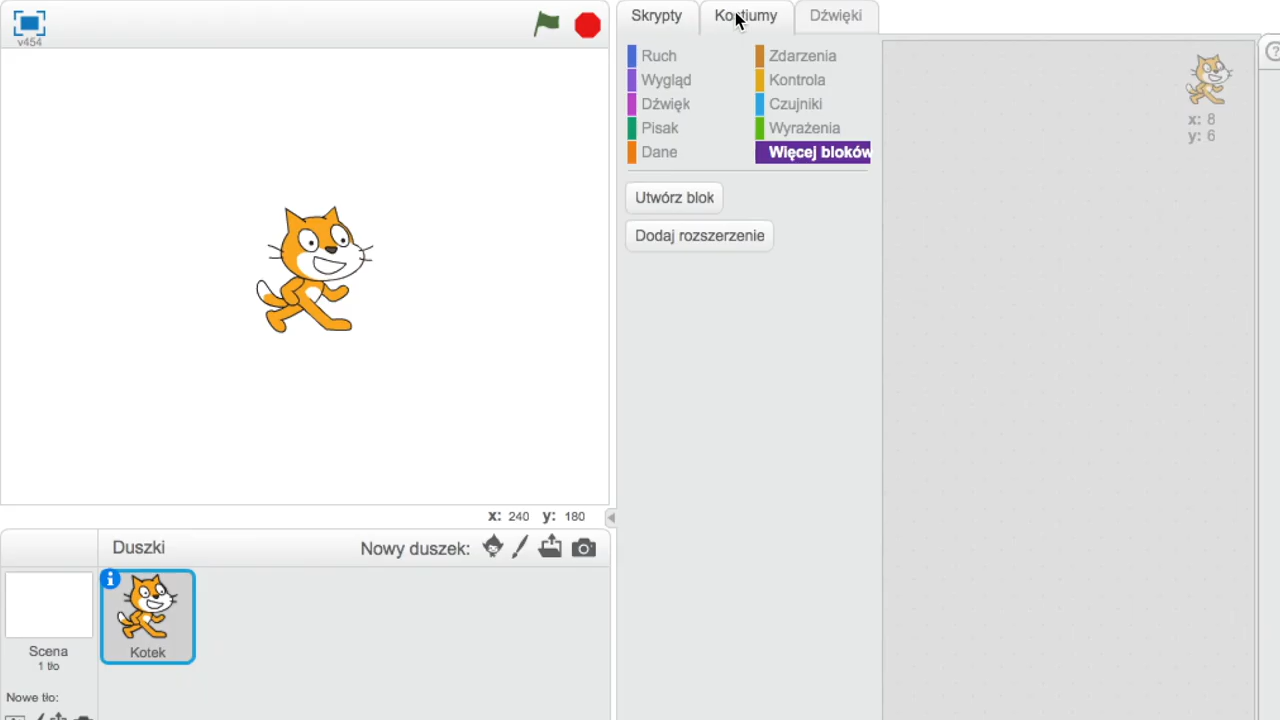 v454
Skrypty
Kostiumy
Dźwięki
Ruch
Wygląd
Dźwięk
Pisak
Dane
Zdarzenia
Kontrola
Czujniki
Wyrażenia
Więcej bloków
Utwórz blok
Dodaj rozszerzenie
x: 8
y: 6
x: 240 y: 180
Duszki
Nowy duszek:
Scena
1 tło
Kotek
Nowe tło: